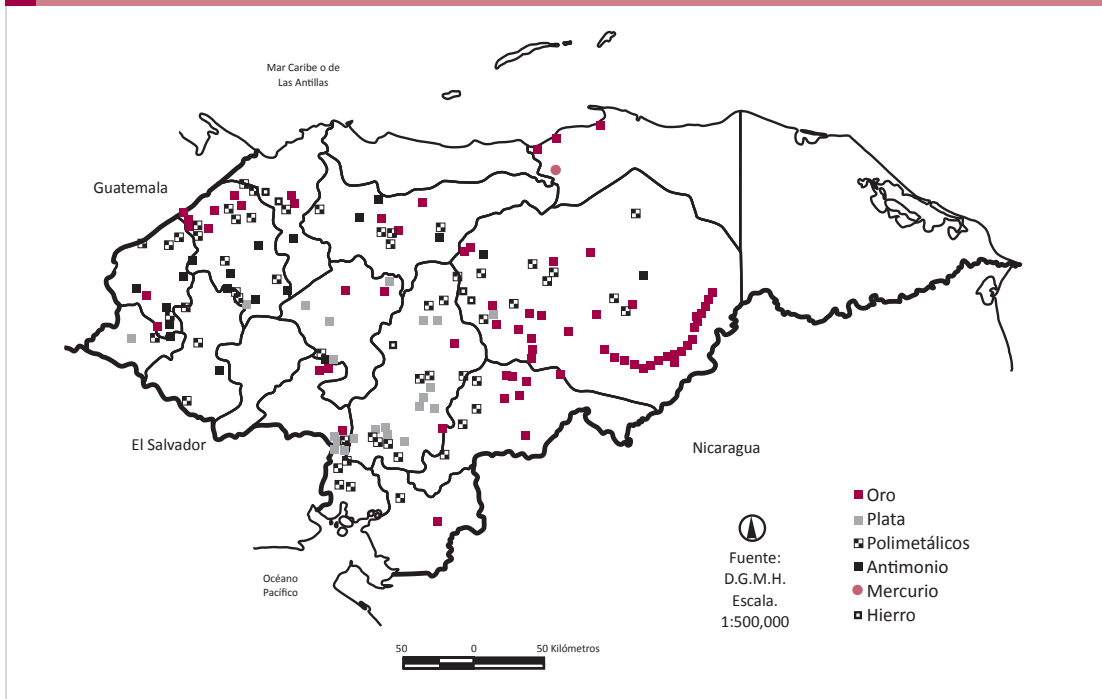 Mar Caribe o de
Las Antillas
Guatemala
El Salvador
Nicaragua
Océano
Pacífico
Fuente:
D.G.M.H.
Escala.
1:500,000
Oro
Plata
Polimetálicos
Antimonio
Mercurio
Hierro
50 0 50 Kilómetros